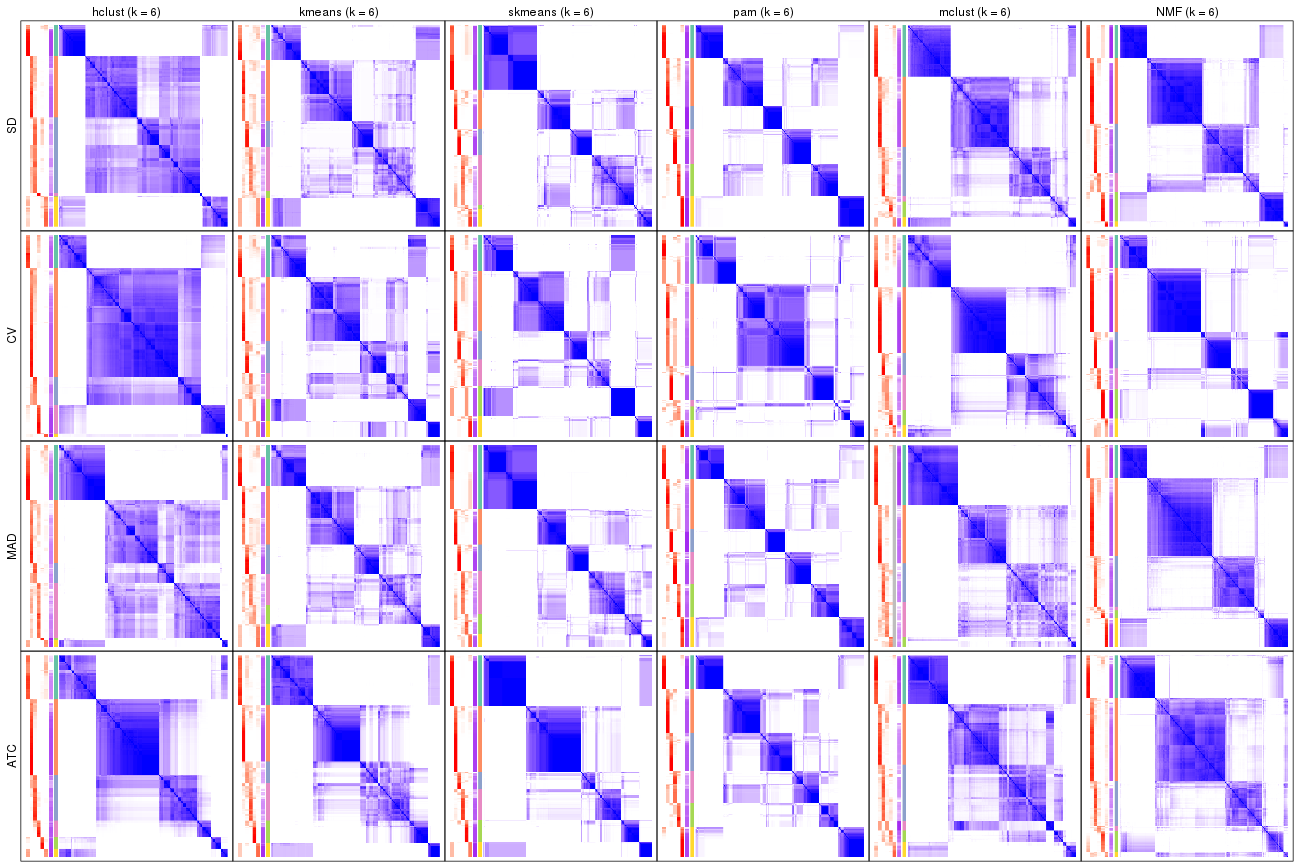 hclust (k = 6) kmeans (k = 6) skmeans (k = 6) pam (k = 6) mclust (k = 6) NMF (k = 6)
SD
CV
MAD
ATC